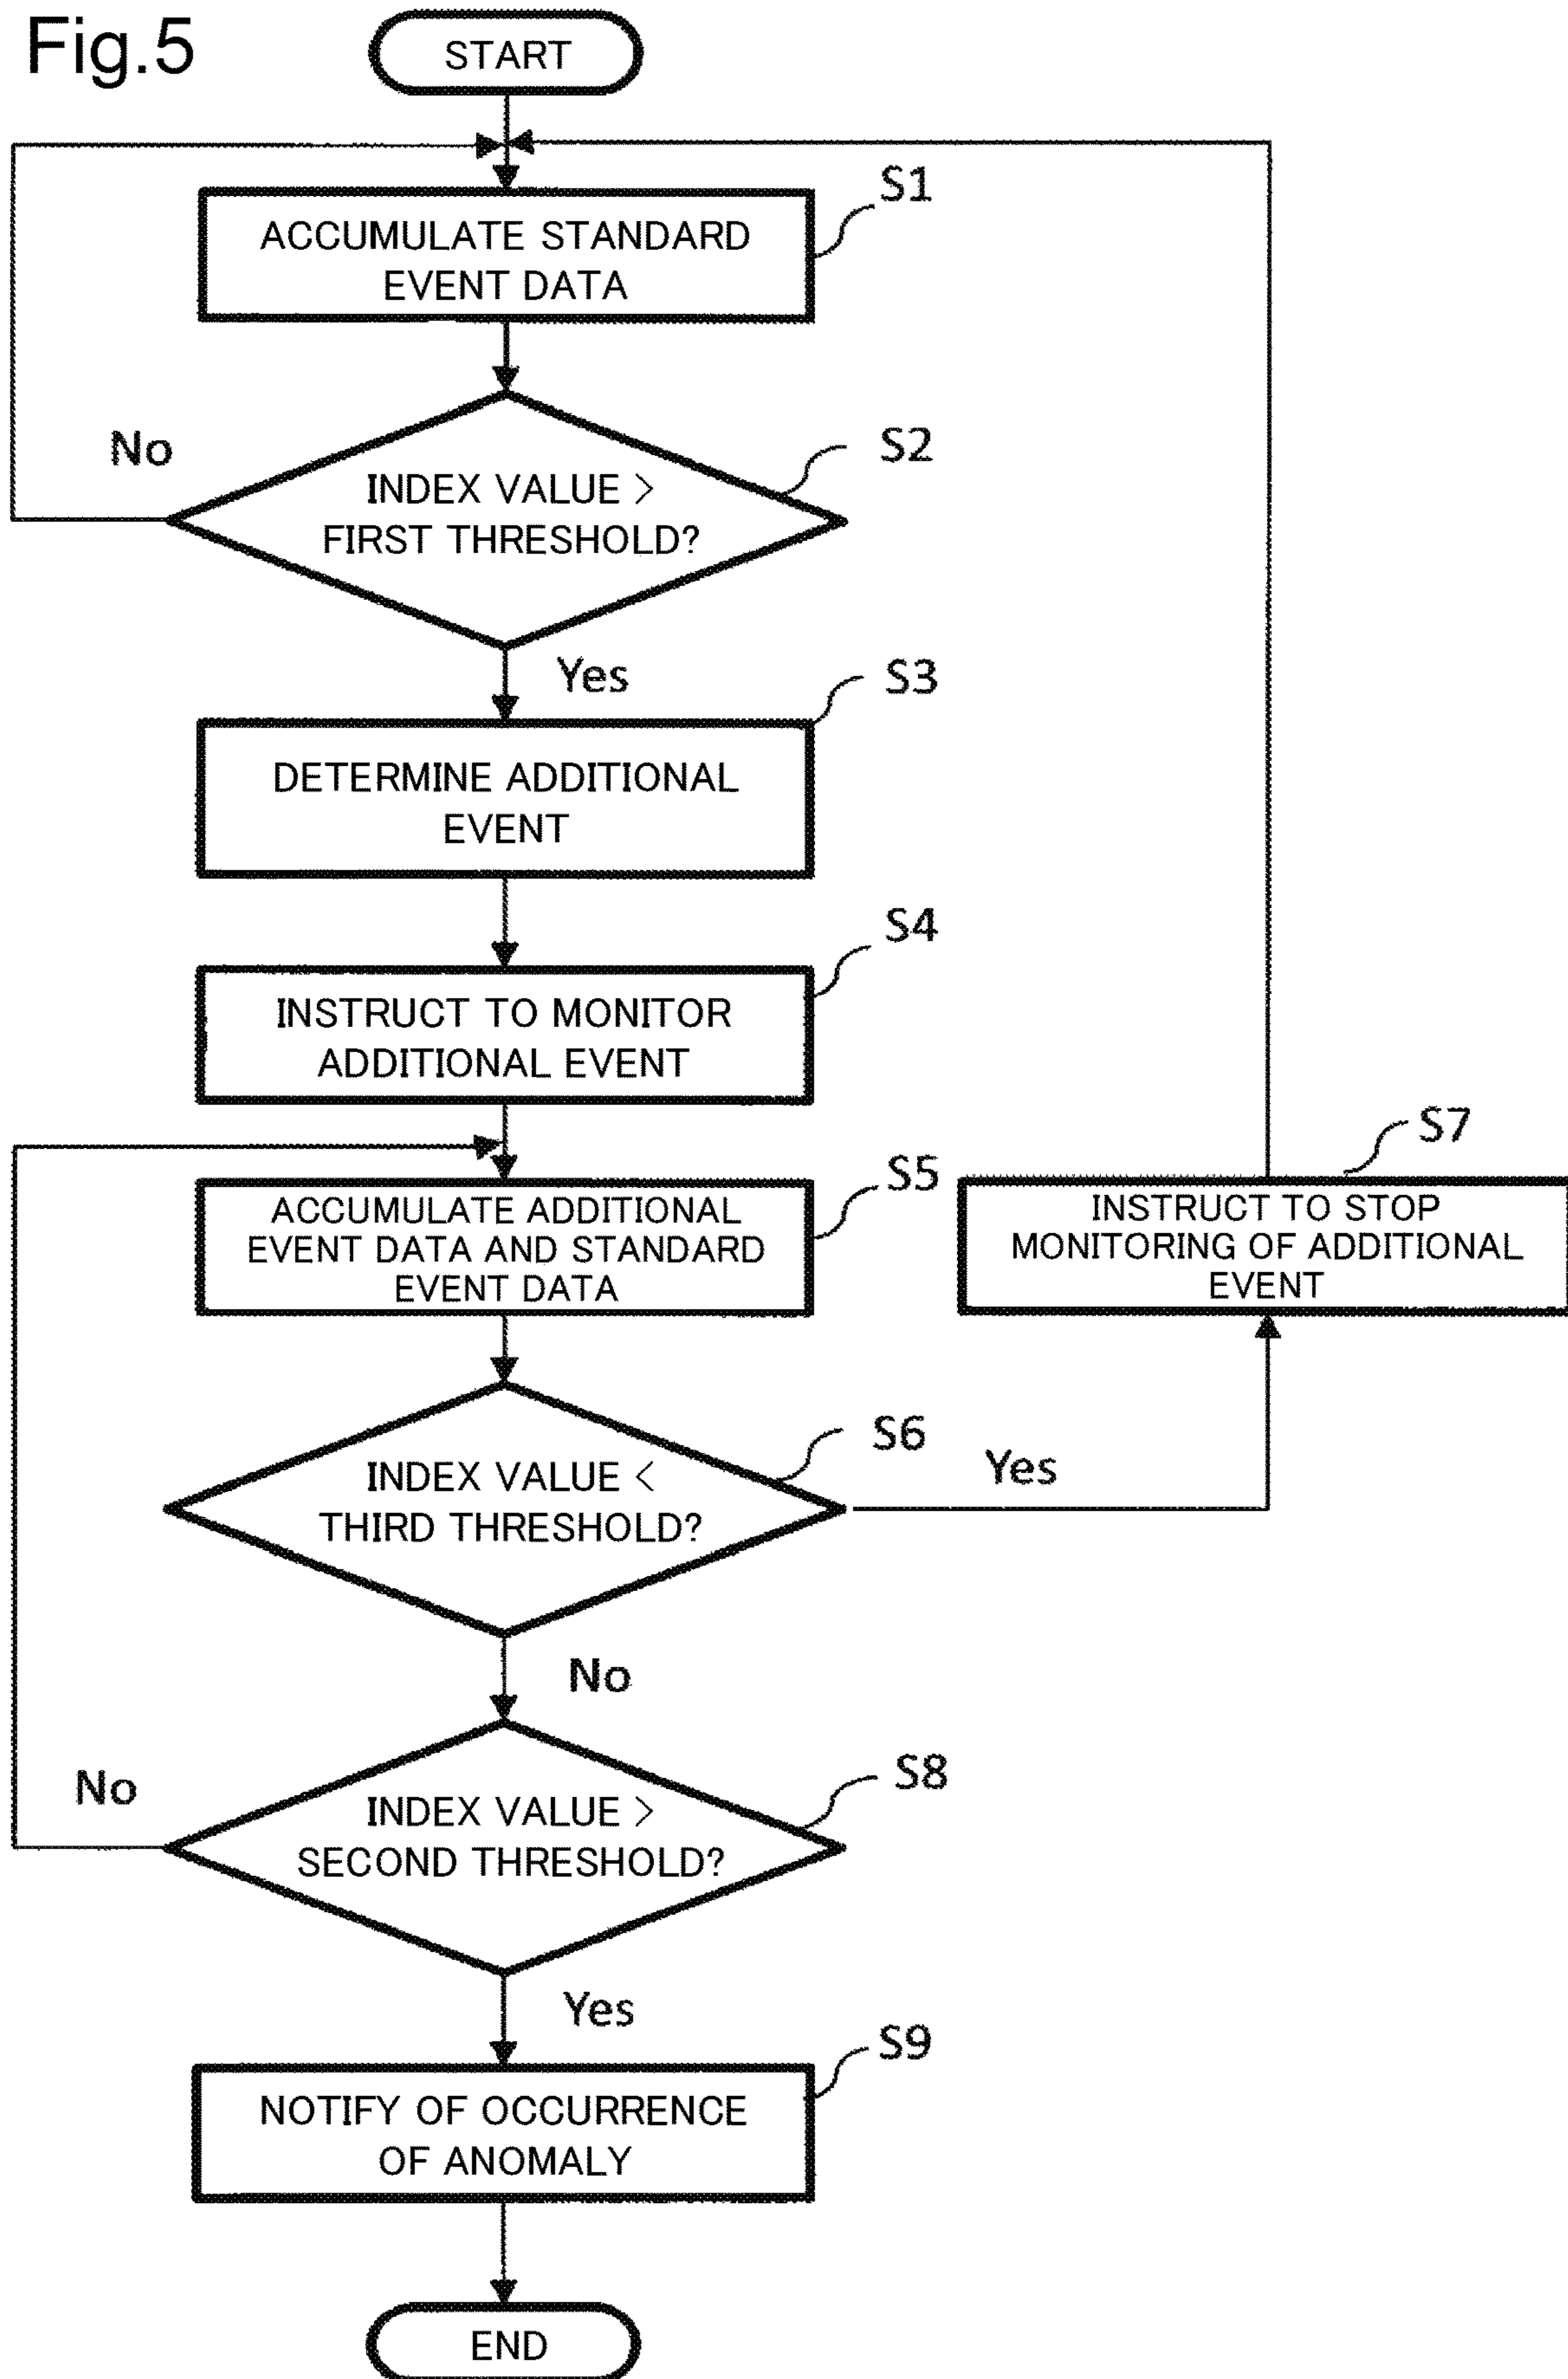 Fig.5
START
S1
ACCUMULATE STANDARD
EVENT DATA
No
S2
INDEX VALUE >
FIRST THRESHOLD?
Yes
S3
DETERMINE ADDITIONAL
EVENT
S4
INSTRUCT TO MONITOR
ADDITIONAL EVENT
S5
ACCUMULATE ADDITIONAL
EVENT DATA AND STANDARD
EVENT DATA
S7
INSTRUCT TO STOP
MONITORING OF ADDITIONAL
EVENT
S6
INDEX VALUE <
THIRD THRESHOLD?
Yes
No
No
S8
INDEX VALUE >
SECOND THRESHOLD?
Yes
S9
NOTIFY OF OCCURRENCE
OF ANOMALY
END